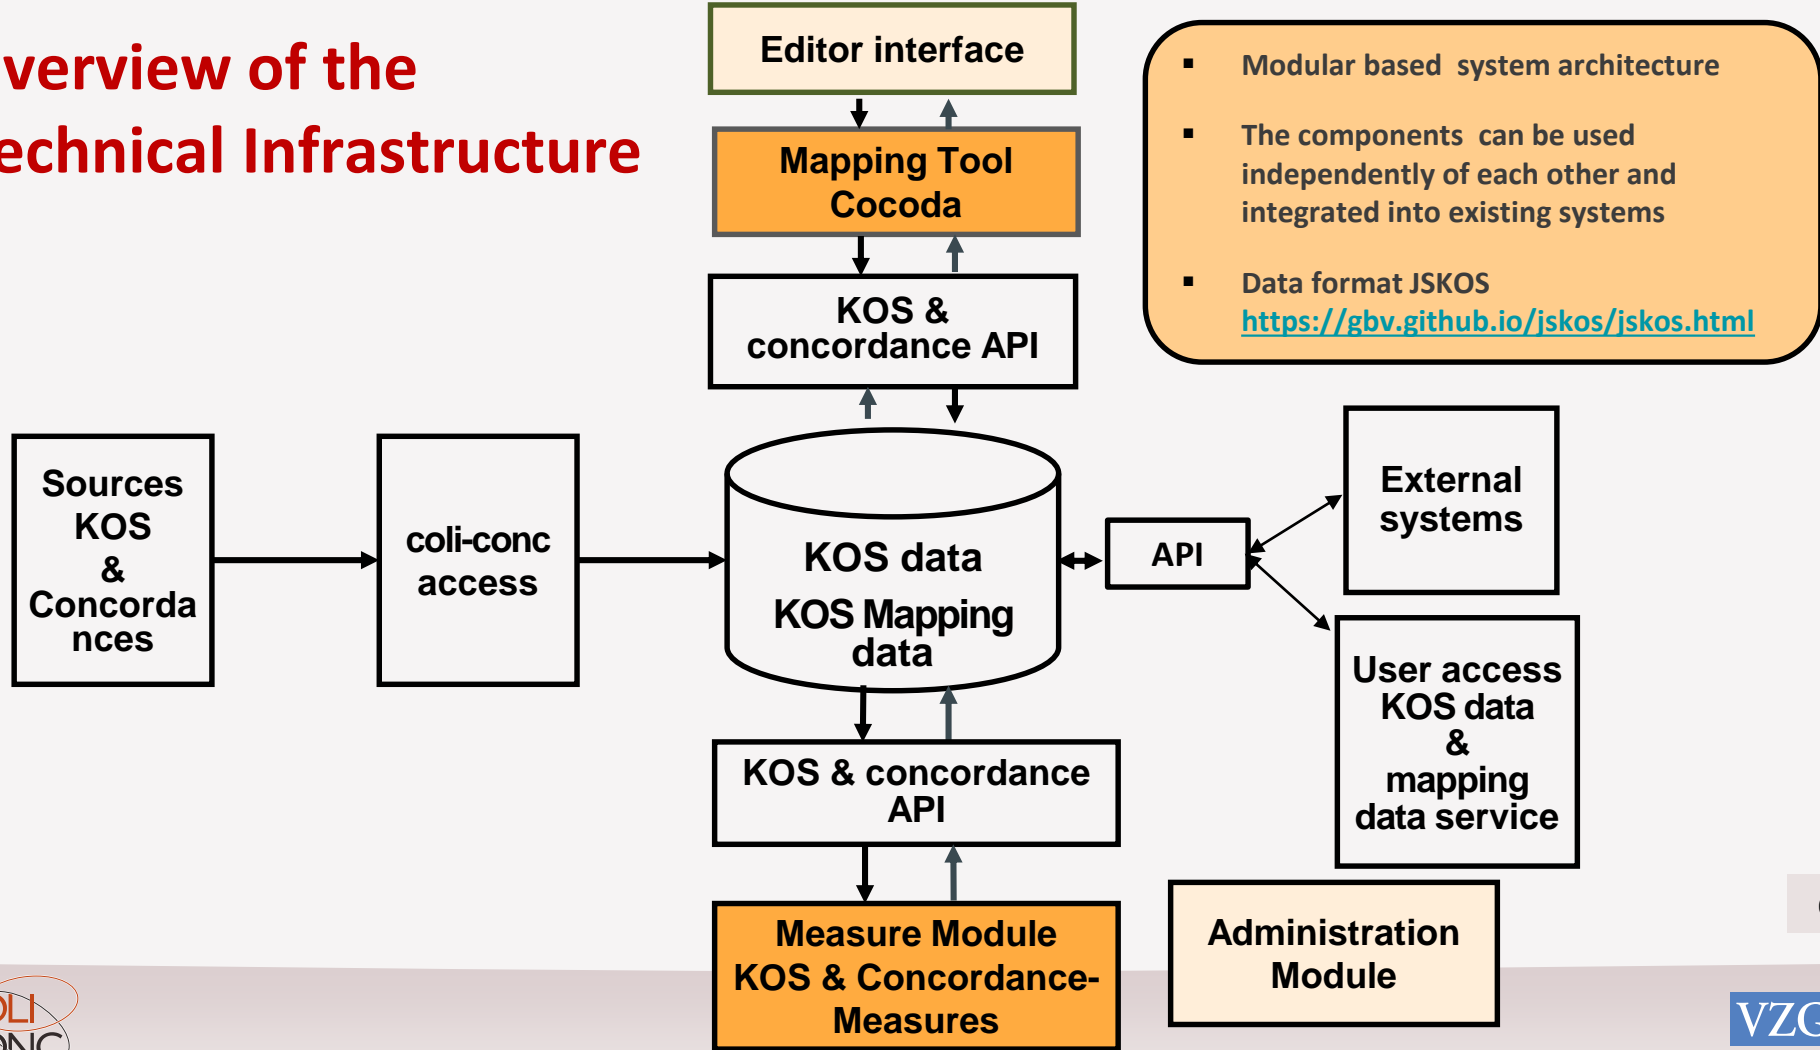 verview of the
echnical Infrastructure
Editor interface
Mapping Tool
Cocoda
KOS &
concordance API
▪ Modular based system architecture
▪ The components can be used
independently of each other and
integrated into existing systems
▪ Data format JSKOS
https://gbv.github.io/jskos/jskos.html
Sources
KOS
&
Concorda
nces
coli-conc
access
KOS data
KOS Mapping
data
API
External
systems
User access
KOS data
&
mapping
data service
KOS & concordance
API
Measure Module
KOS & Concordance-
Measures
Administration
Module
OLI
ONC
VZG